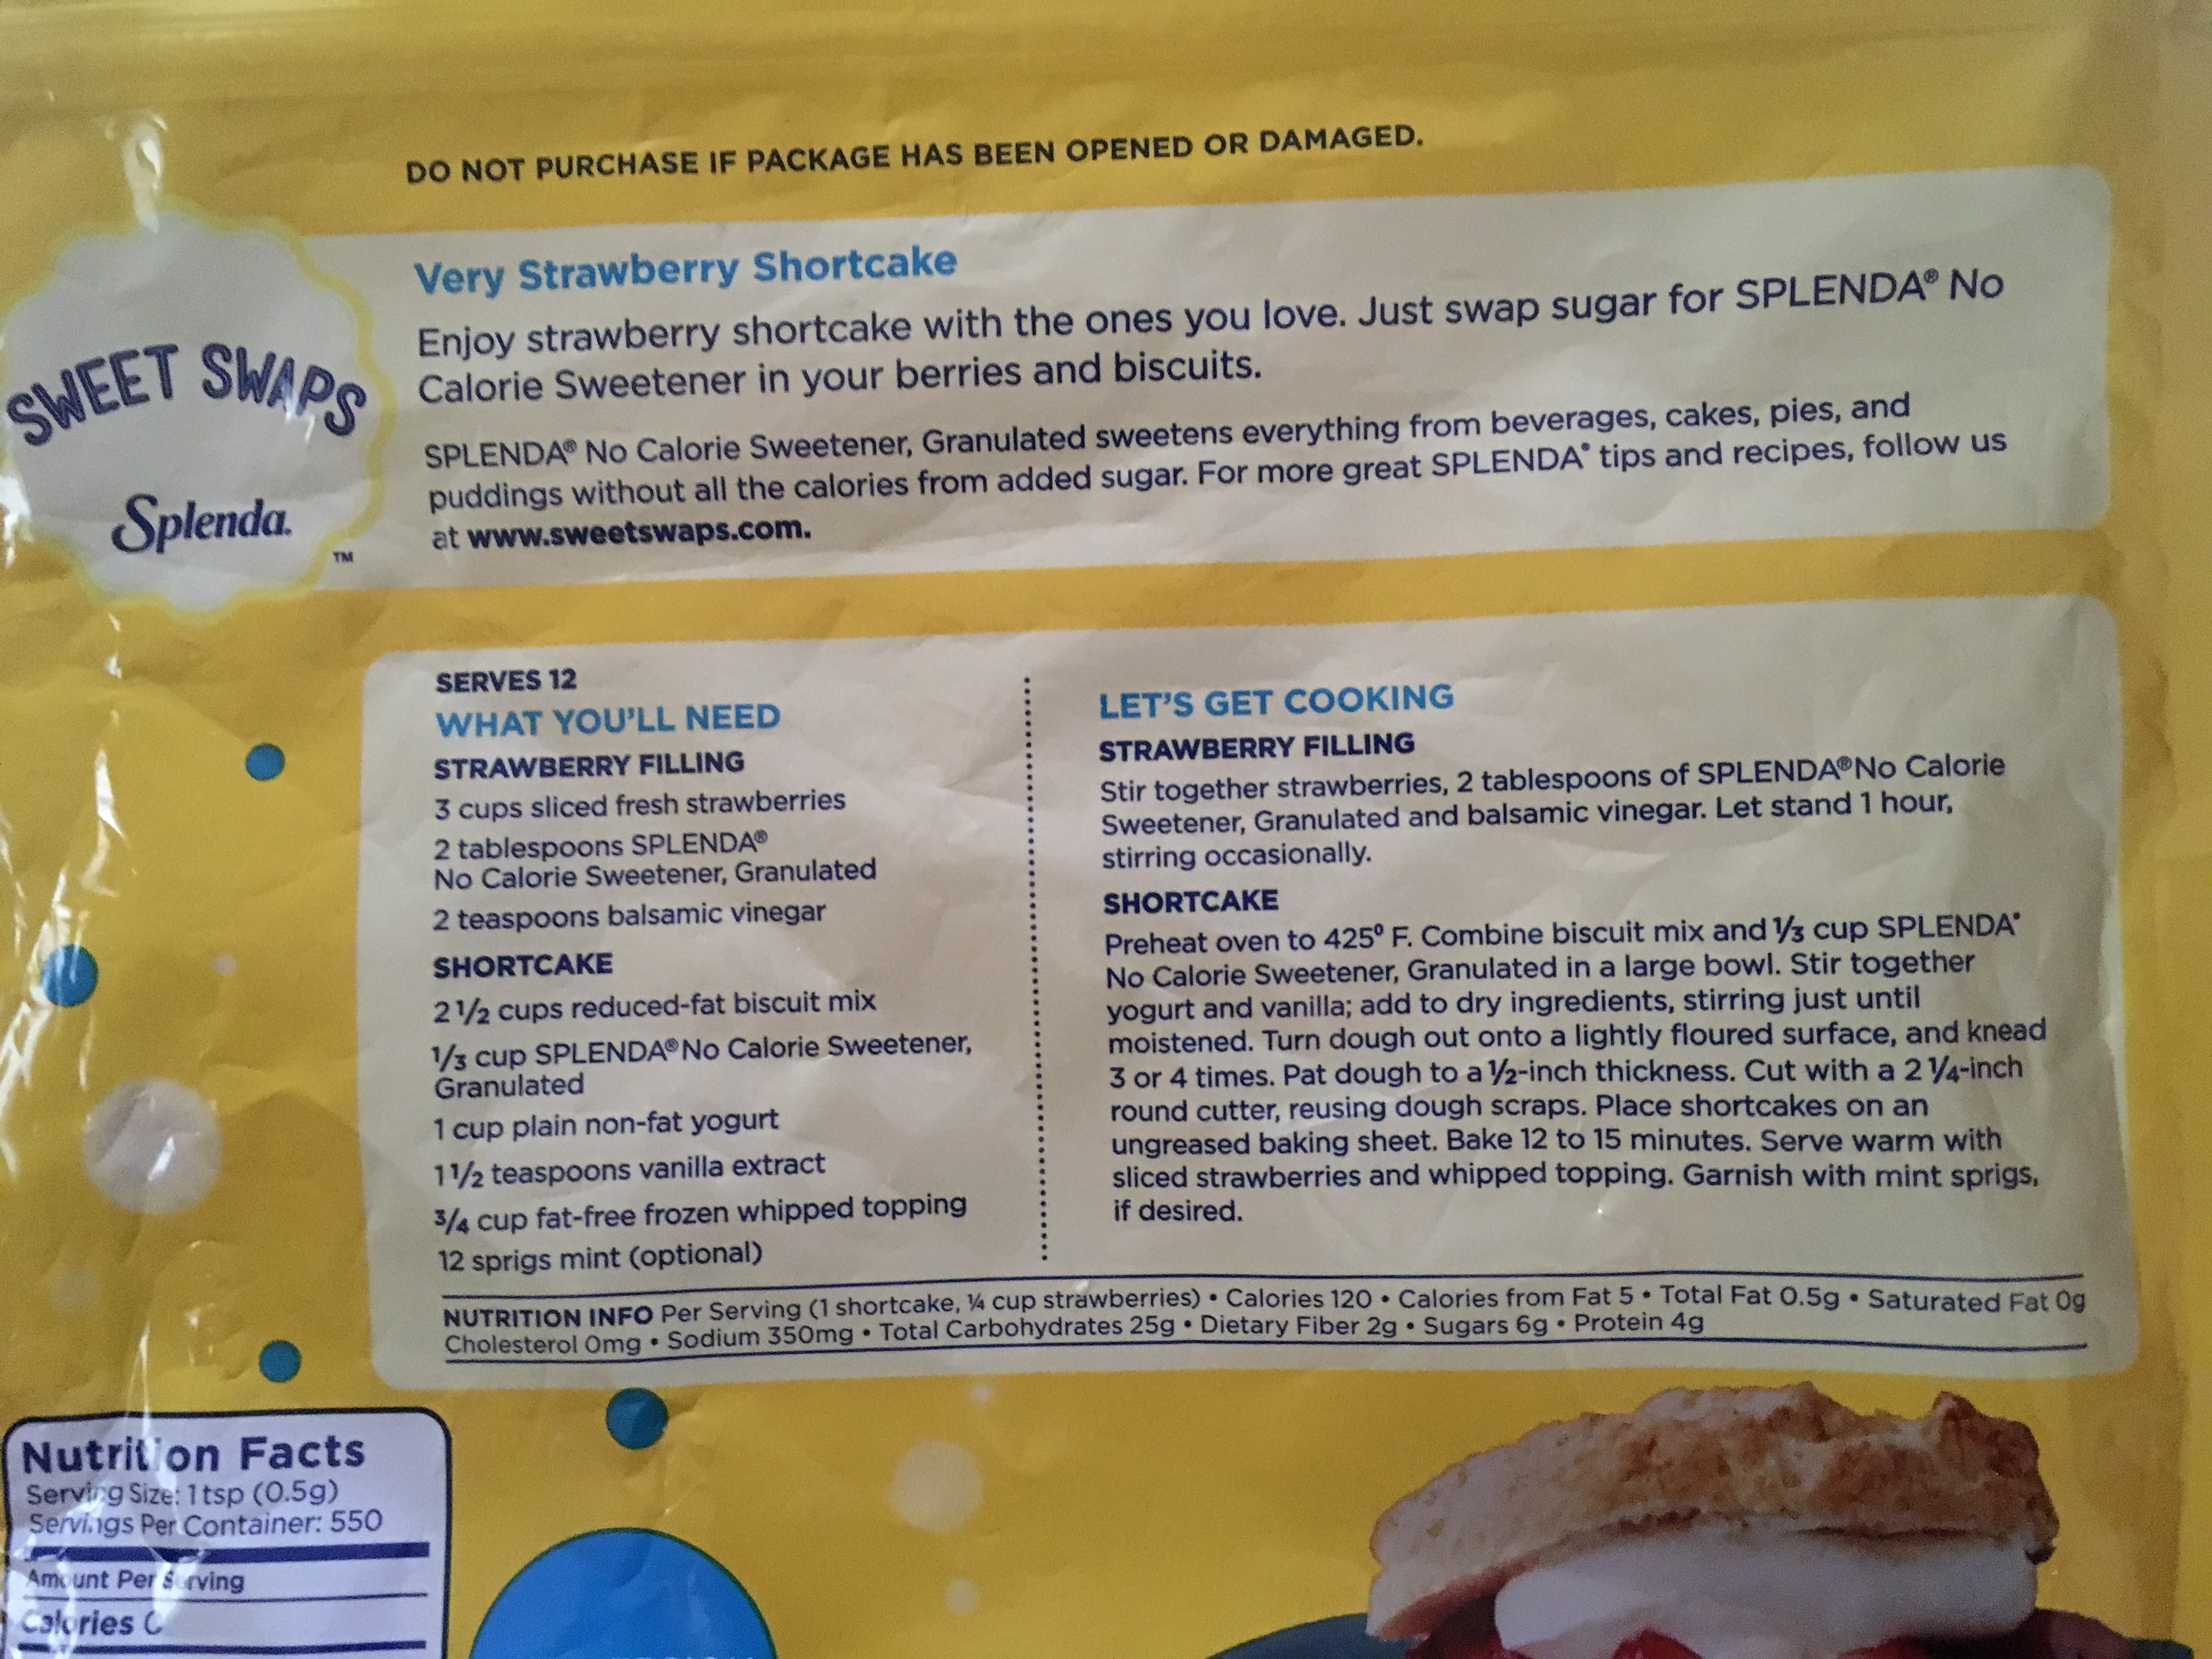 DO NOT PURCHASE IF PACKAGE HAS BEEN OPENED OR DAMAGED.
SWEET SWAPS
Splenda.
™
Very Strawberry Shortcake
Enjoy strawberry shortcake with the ones you love. Just swap sugar for SPLENDA® No
Calorie Sweetener in your berries and biscuits.
SPLENDA® No Calorie Sweetener, Granulated sweetens everything from beverages, cakes, pies, and
puddings without all the calories from added sugar. For more great SPLENDA® tips and recipes, follow us
at www.sweetswaps.com.
SERVES 12
WHAT YOU'LL NEED
STRAWBERRY FILLING
3 cups sliced fresh strawberries
2 tablespoons SPLENDA®
No Calorie Sweetener, Granulated
2 teaspoons balsamic vinegar
SHORTCAKE
2 1/2 cups reduced-fat biscuit mix
1/3 cup SPLENDA® No Calorie Sweetener,
Granulated
1 cup plain non-fat yogurt
1 1/2 teaspoons vanilla extract
3/4 cup fat-free frozen whipped topping
12 sprigs mint (optional)
LET'S GET COOKING
STRAWBERRY FILLING
Stir together strawberries, 2 tablespoons of SPLENDA® No Calorie
Sweetener, Granulated and balsamic vinegar. Let stand 1 hour,
stirring occasionally.
SHORTCAKE
Preheat oven to 425º F. Combine biscuit mix and 1/3 cup SPLENDA®
No Calorie Sweetener, Granulated in a large bowl. Stir together
yogurt and vanilla; add to dry ingredients, stirring just until
moistened. Turn dough out onto a lightly floured surface, and knead
3 or 4 times. Pat dough to a 1/2-inch thickness. Cut with a 2 1/4-inch
round cutter, reusing dough scraps. Place shortcakes on an
ungreased baking sheet. Bake 12 to 15 minutes. Serve warm with
sliced strawberries and whipped topping. Garnish with mint sprigs,
if desired.
NUTRITION INFO Per Serving (1 shortcake, 1/4 cup strawberries) • Calories 120 • Calories from Fat 5 • Total Fat 0.5g • Saturated Fat 0g
Cholesterol 0mg • Sodium 350mg • Total Carbohydrates 25g • Dietary Fiber 2g • Sugars 6g • Protein 4g
Nutrition Facts
Serving Size: 1 tsp (0.5g)
Servings Per Container: 550
Amount Per Serving
Calories